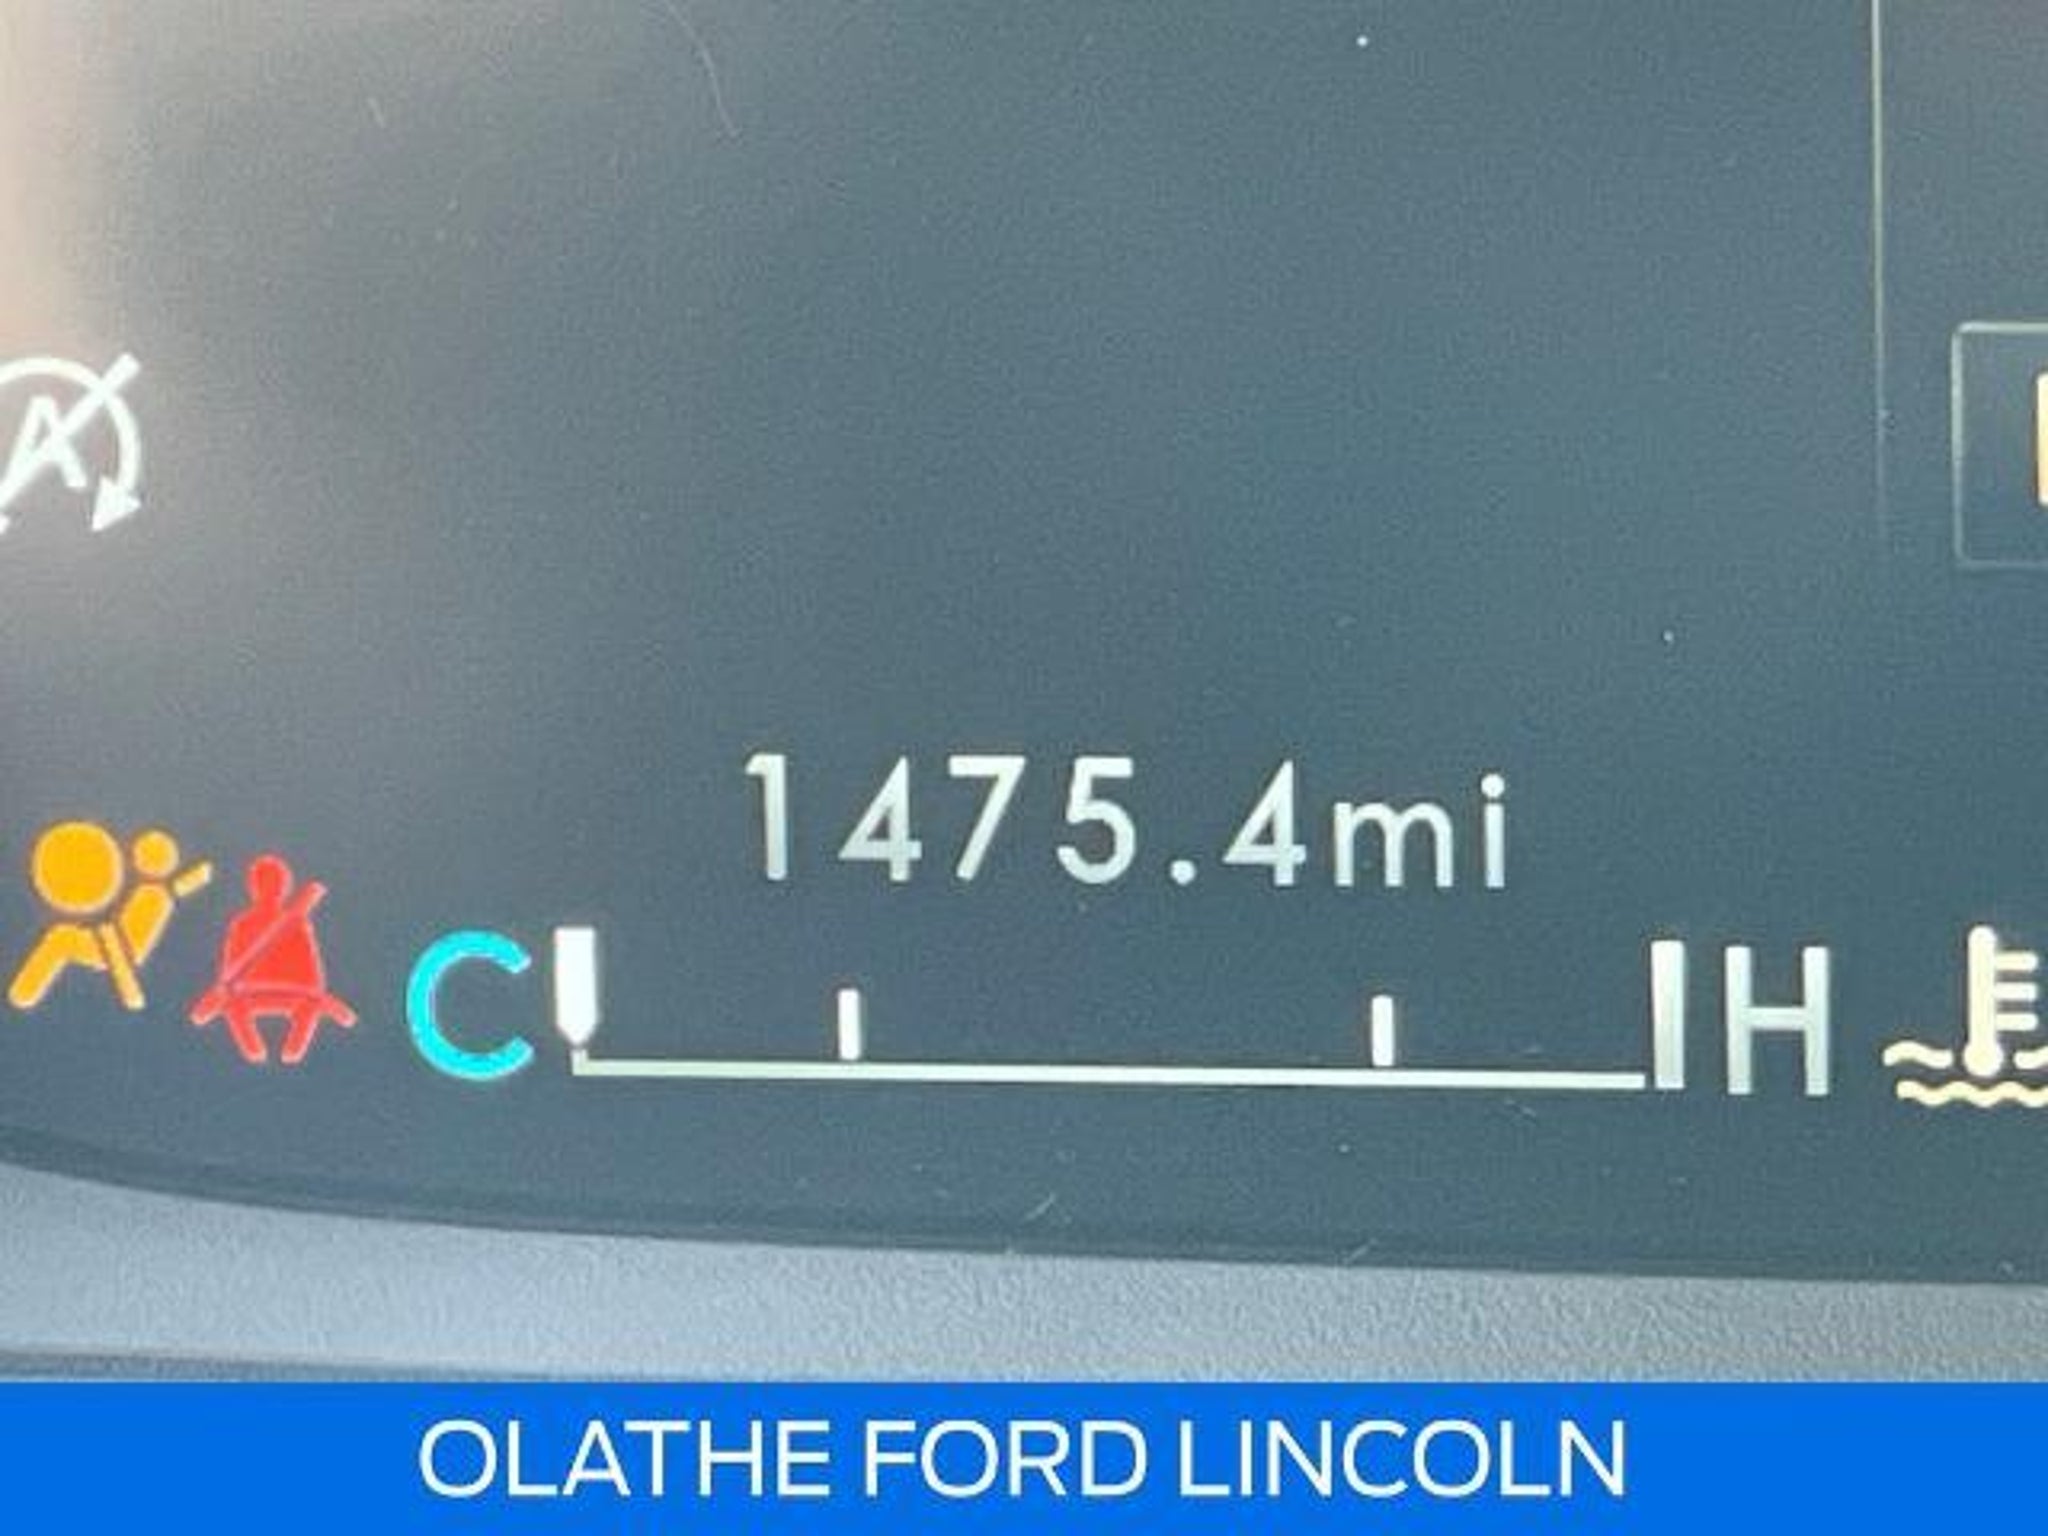 A
1475.4mi
C H
OLATHE FORD LINCOLN